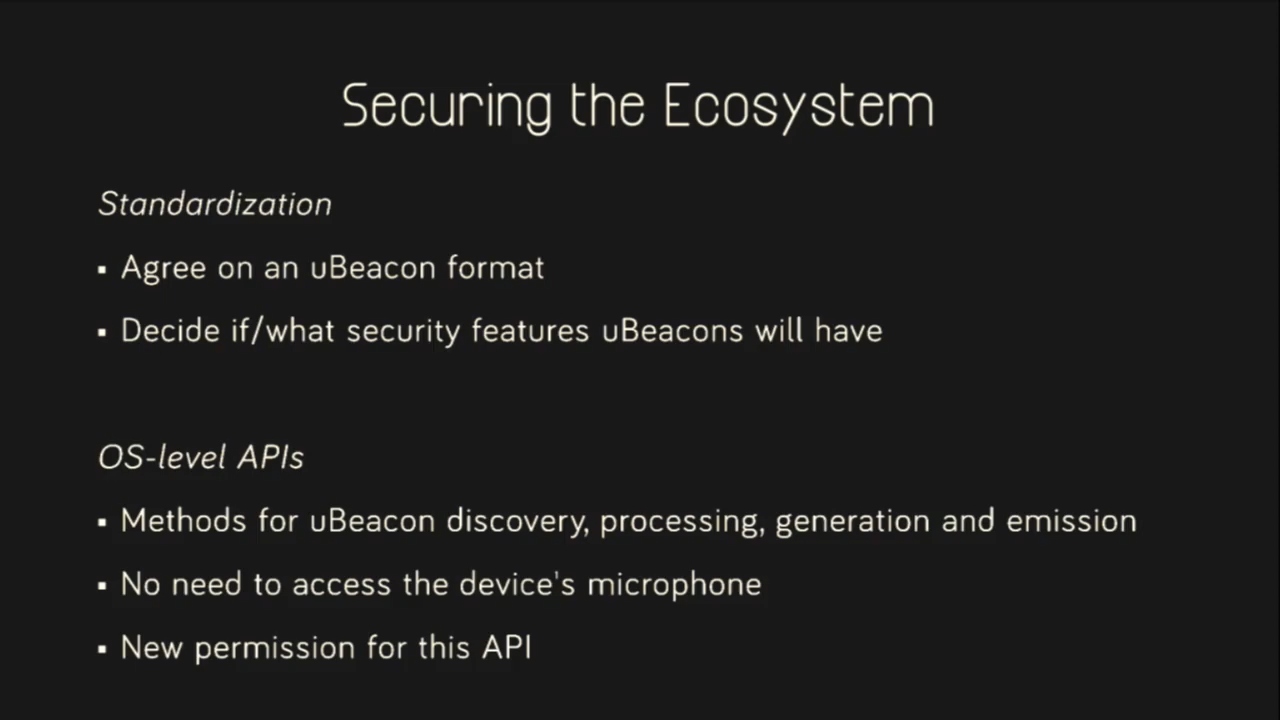 Securing the Ecosystem
Standardization
▪ Agree on an uBeacon format
▪ Decide if/what security features uBeacons will have
OS-level APIs
▪ Methods for uBeacon discovery, processing, generation and emission
▪ No need to access the device's microphone
▪ New permission for this API